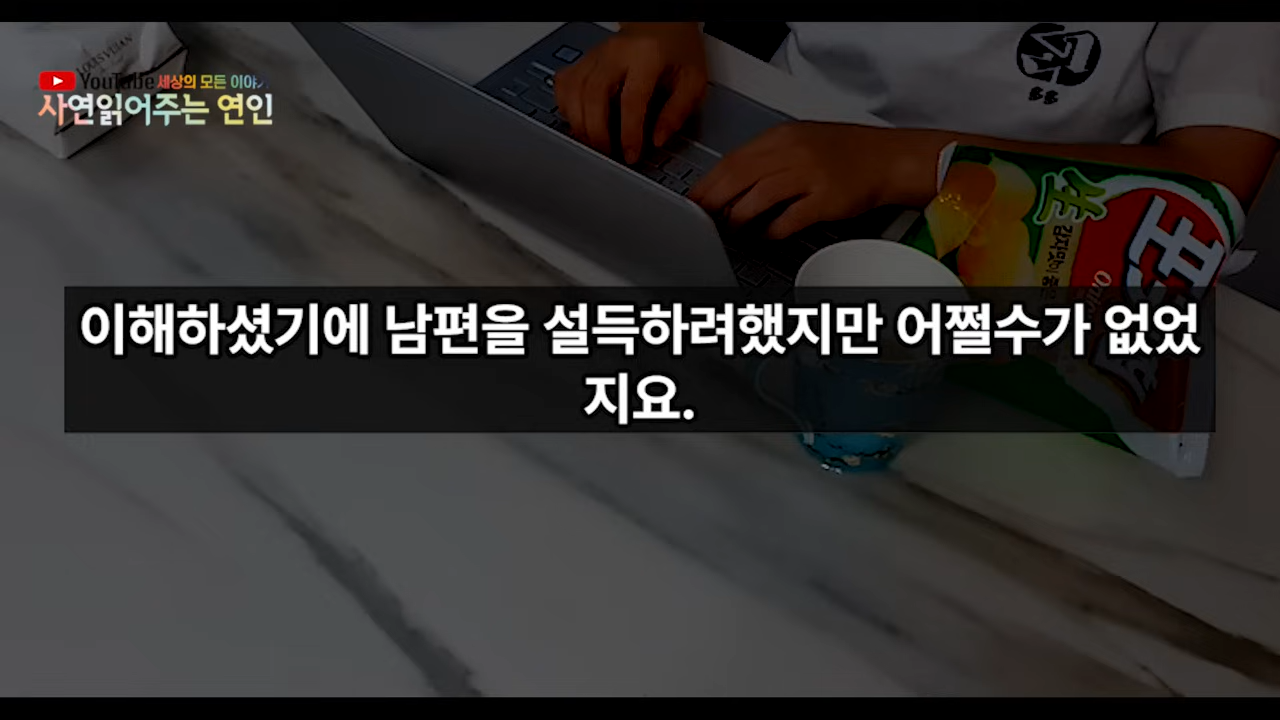 YouTube 세상의 모든 이야기
사연읽어주는 연인
이해하셨기에 남편을 설득하려했지만 어쩔수가 없었
지요.
生
포